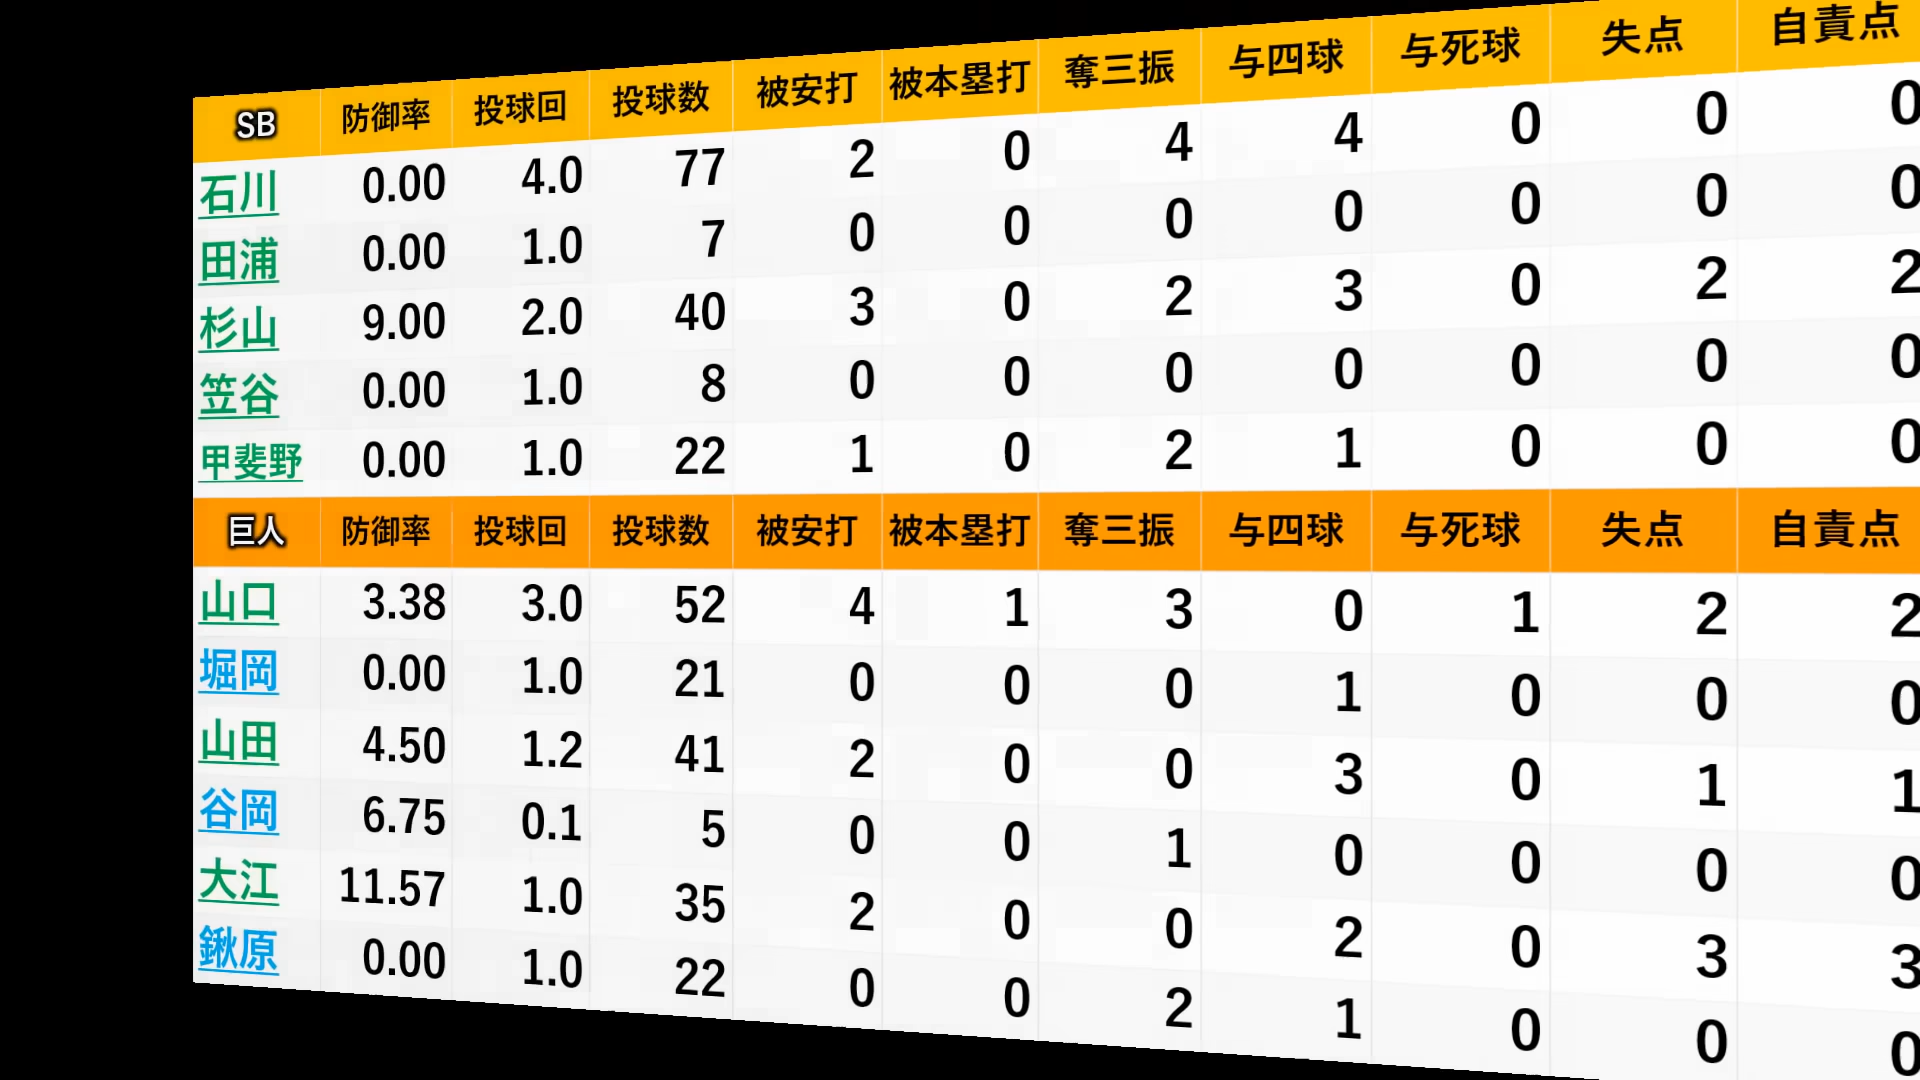 SB 防御率 投球回 投球数 被安打 被本塁打 奪三振 与四球 与死球 失点 自責点
石川 0.00 4.0 77 2 0 4 4 0 0 0
田浦 0.00 1.0 7 0 0 0 0 0 0 0
杉山 9.00 2.0 40 3 0 2 3 0 2 2
笠谷 0.00 1.0 8 0 0 0 0 0 0 0
甲斐野 0.00 1.0 22 1 0 2 1 0 0 0
巨人 防御率 投球回 投球数 被安打 被本塁打 奪三振 与四球 与死球 失点 自責点
山口 3.38 3.0 52 4 1 3 0 1 2 2
堀岡 0.00 1.0 21 0 0 0 1 0 0 0
山田 4.50 1.2 41 2 0 0 3 0 1 1
谷岡 6.75 0.1 5 0 0 1 0 0 0 0
大江 11.57 1.0 35 2 0 0 2 0 3 3
鍬原 0.00 1.0 22 0 0 2 1 0 0 0